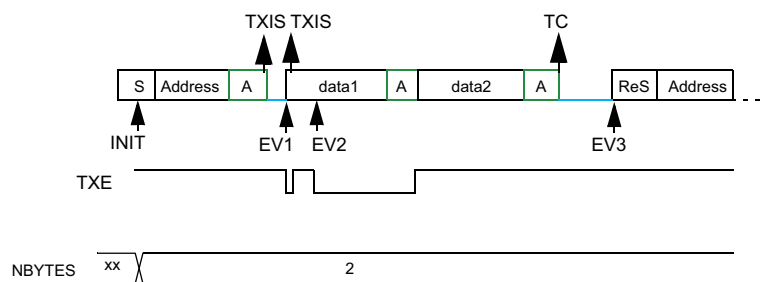 TXIS TXIS TC
S Address A data1 A data2 A ReS Address
INIT EV1 EV2 EV3
TXE
NBYTES xx 2